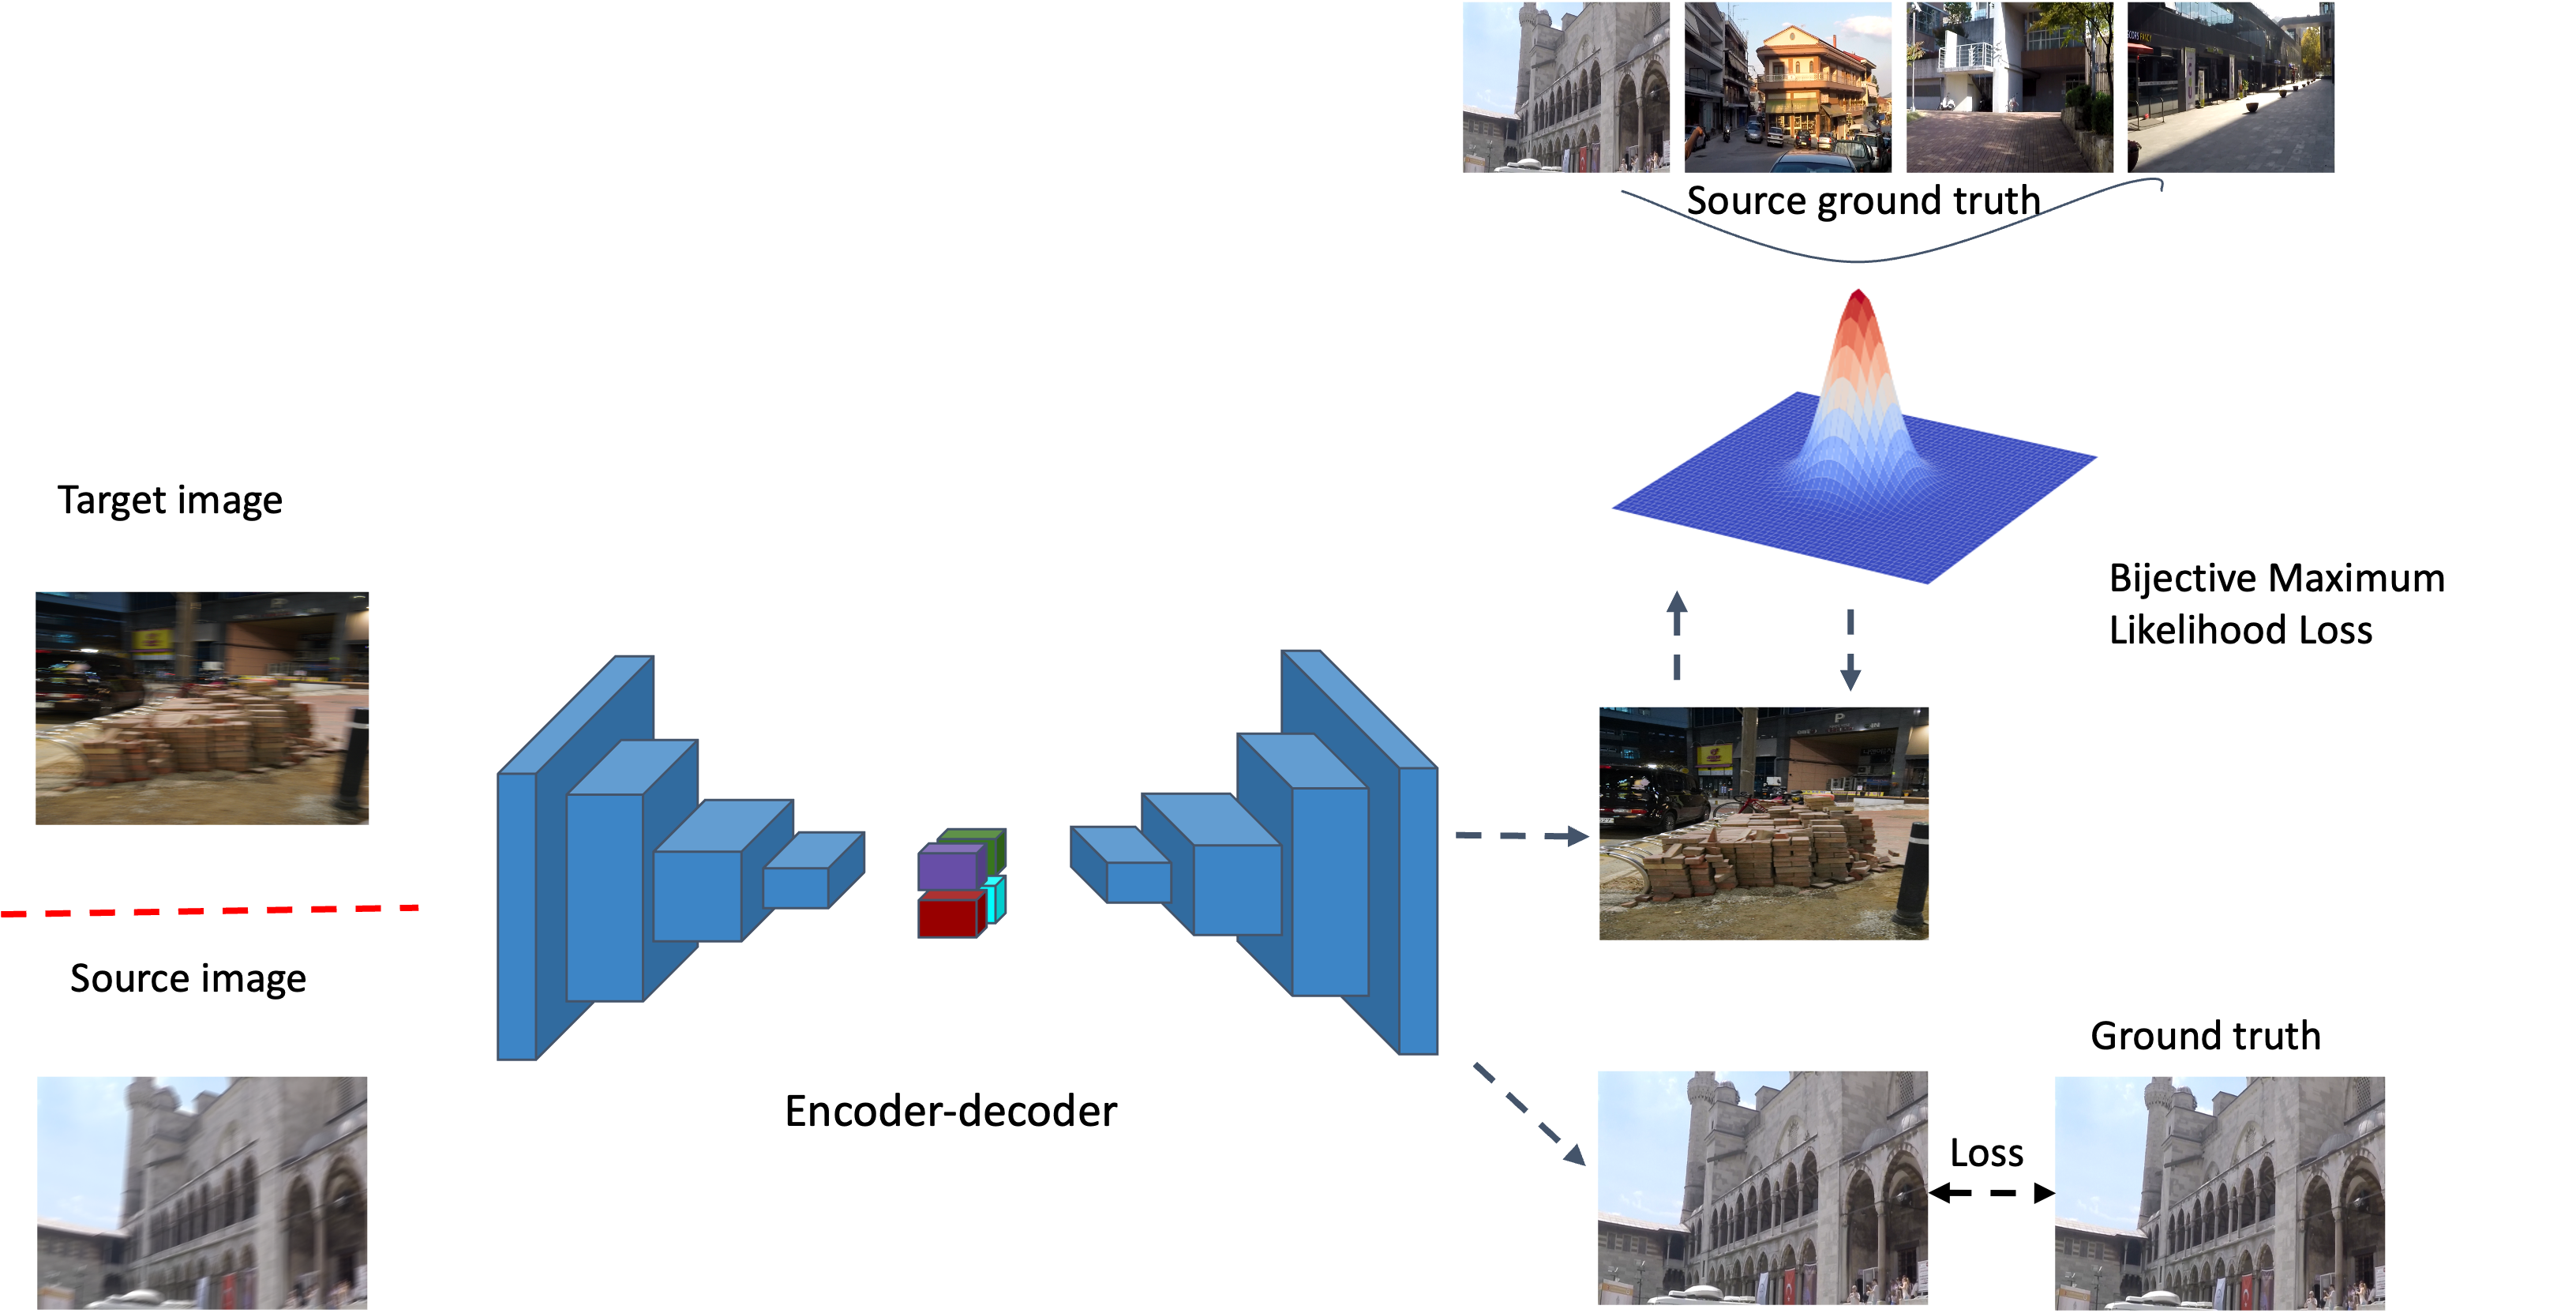 Source ground truth
Target image
Bijective Maximum
Likelihood Loss
Source image
Encoder-decoder
Ground truth
Loss
P